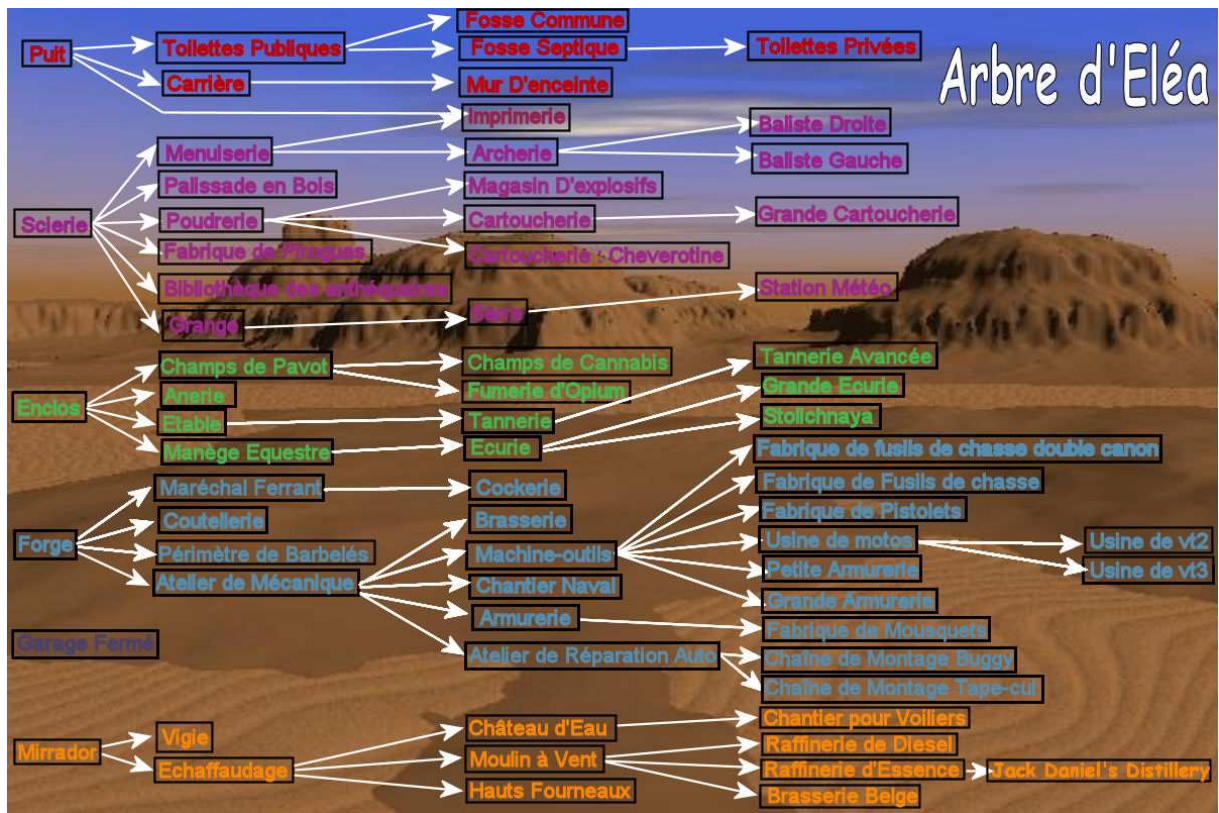 Arbre d'Eléa
Puit
Toilettes Publiques
Fosse Commune
Fosse Septique
Toilettes Privées
Carrière
Mur D'enceinte
Imprimerie
Scierie
Menuiserie
Archerie
Baliste Droite
Baliste Gauche
Palissade en Bois
Poudrerie
Magasin D'explosifs
Cartoucherie
Grande Cartoucherie
Cartoucherie : Cheverotine
Fabrique de Pirogues
Bibliothèque des anthéquaires
Grange
Serre
Station Météo
Enclos
Champs de Pavot
Champs de Cannabis
Fumerie d'Opium
Anerie
Etable
Tannerie
Tannerie Avancée
Manège Equestre
Ecurie
Grande Ecurie
Stolichnaya
Forge
Maréchal Ferrant
Cockerie
Coutellerie
Périmètre de Barbelés
Atelier de Mécanique
Brasserie
Machine-outils
Fabrique de fusils de chasse double canon
Fabrique de Fusils de chasse
Fabrique de Pistolets
Usine de motos
Usine de vt2
Usine de vt3
Petite Armurerie
Grande Armurerie
Chantier Naval
Armurerie
Fabrique de Mousquets
Atelier de Réparation Auto
Chaîne de Montage Buggy
Chaîne de Montage Tape-cul
Garage Fermé
Mirrador
Vigie
Echaffaudage
Château d'Eau
Chantier pour Voiliers
Moulin à Vent
Raffinerie de Diesel
Raffinerie d'Essence
Jack Daniel's Distillery
Brasserie Belge
Hauts Fourneaux